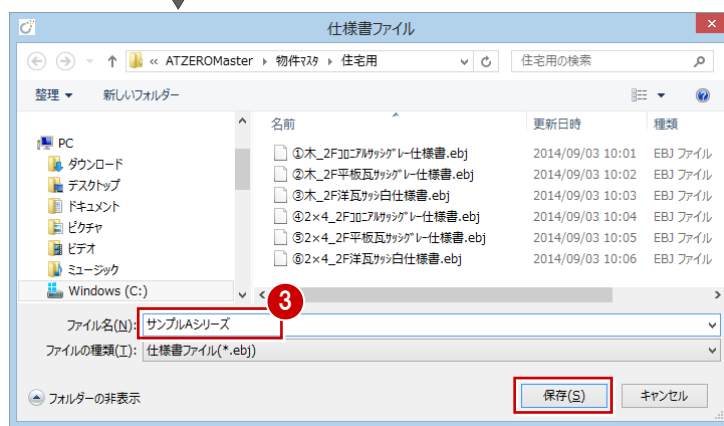 仕様書ファイル
« ATZEROMaster ▸ 物件ﾏｽﾀ ▸ 住宅用
住宅用の検索
整理 ▼ 新しいフォルダー
名前 更新日時 種類
PC
ダウンロード
デスクトップ
ドキュメント
ピクチャ
ビデオ
ミュージック
Windows (C:)
①木_2Fｺﾛﾆｱﾙｻｯｼｸﾞﾚｰ仕様書.ebj 2014/09/03 10:01 EBJ ファイル
②木_2F平板瓦ｻｯｼｸﾞﾚｰ仕様書.ebj 2014/09/03 10:02 EBJ ファイル
③木_2F洋瓦ｻｯｼ白仕様書.ebj 2014/09/03 10:03 EBJ ファイル
④2×4_2Fｺﾛﾆｱﾙｻｯｼｸﾞﾚｰ仕様書.ebj 2014/09/03 10:04 EBJ ファイル
⑤2×4_2F平板瓦ｻｯｼｸﾞﾚｰ仕様書.ebj 2014/09/03 10:05 EBJ ファイル
⑥2×4_2F洋瓦ｻｯｼ白仕様書.ebj 2014/09/03 10:06 EBJ ファイル
3
ファイル名(N): サンプルAシリーズ
ファイルの種類(T): 仕様書ファイル(*.ebj)
フォルダーの非表示
保存(S) キャンセル